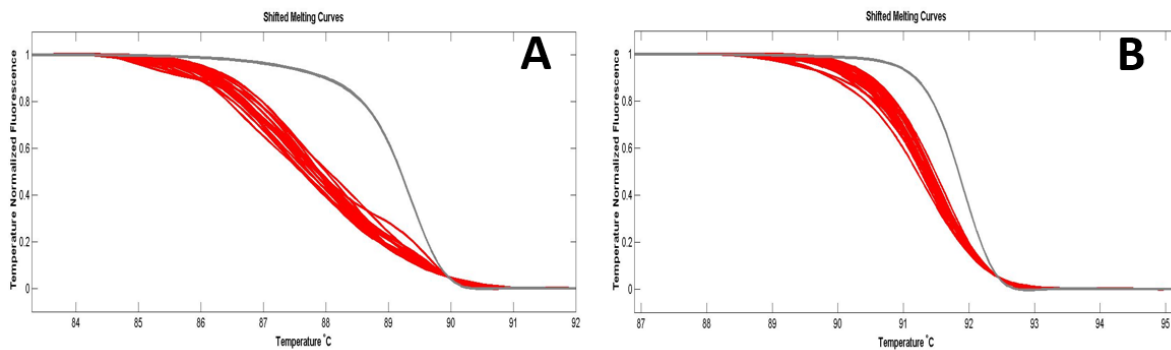 Shifted Melting Curves
A
Temperature Normalized Fluorescence
1
0.8
0.6
0.4
0.2
0
84 85 86 87 88 89 90 91 92
Temperature °C
Shifted Melting Curves
B
Temperature Normalized Fluorescence
1
0.8
0.6
0.4
0.2
0
87 88 89 90 91 92 93 94 95
Temperature °C